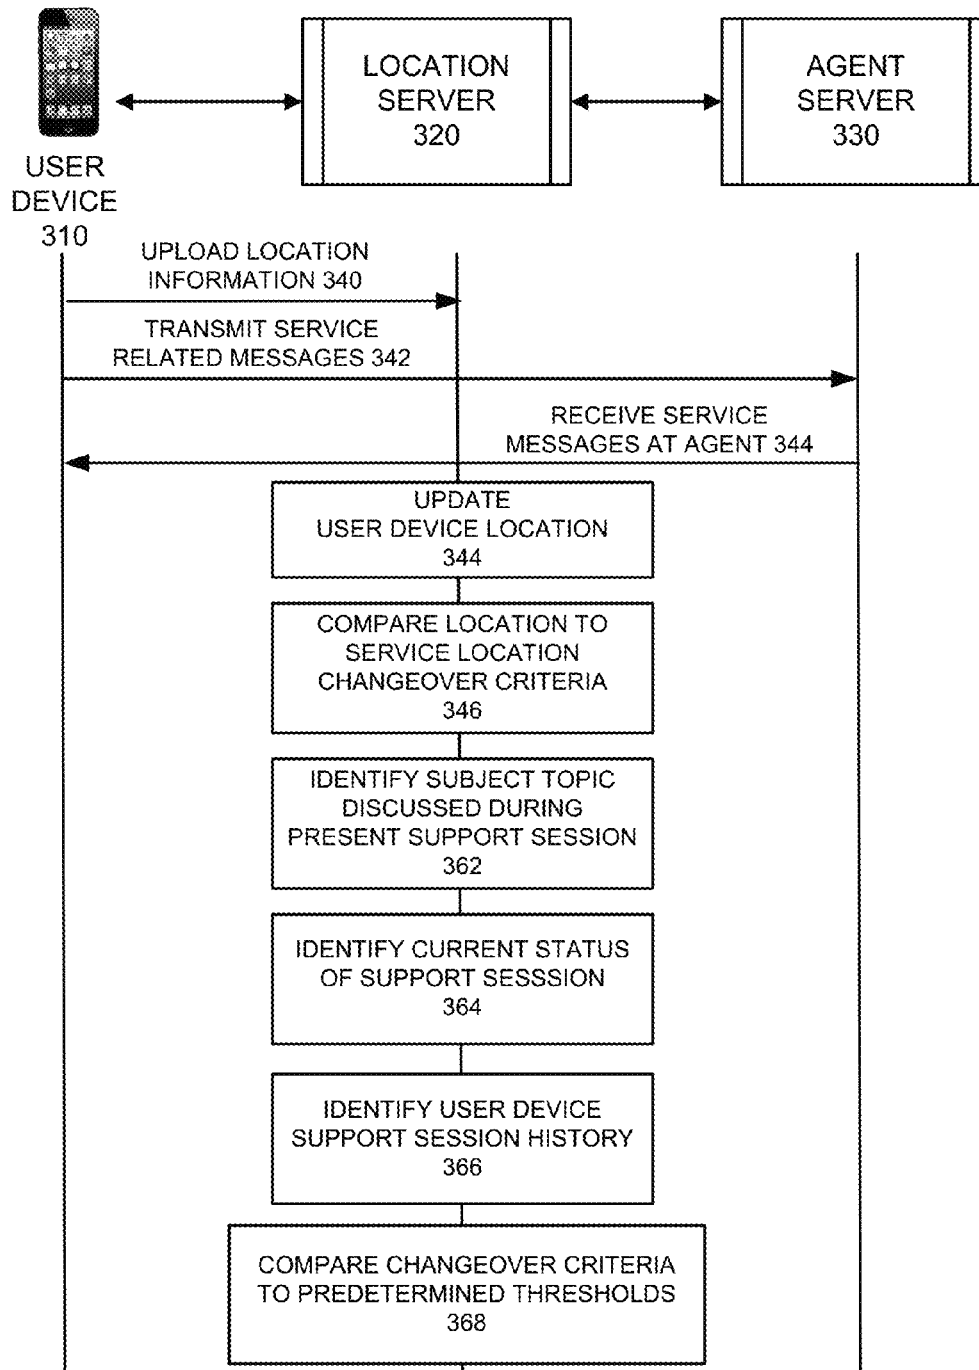 LOCATION
SERVER
320
AGENT
SERVER
330
USER
DEVICE
310
UPLOAD LOCATION
INFORMATION 340
TRANSMIT SERVICE
RELATED MESSAGES 342
RECEIVE SERVICE
MESSAGES AT AGENT 344
UPDATE
USER DEVICE LOCATION
344
COMPARE LOCATION TO
SERVICE LOCATION
CHANGEOVER CRITERIA
346
IDENTIFY SUBJECT TOPIC
DISCUSSED DURING
PRESENT SUPPORT SESSION
362
IDENTIFY CURRENT STATUS
OF SUPPORT SESSSION
364
IDENTIFY USER DEVICE
SUPPORT SESSION HISTORY
366
COMPARE CHANGEOVER CRITERIA
TO PREDETERMINED THRESHOLDS
368